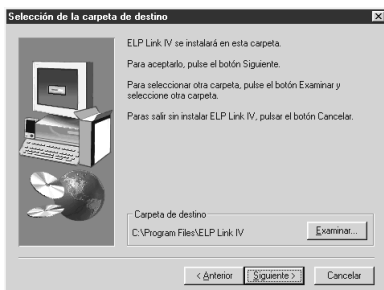 Selección de la carpeta de destino
ELP Link IV se instalará en esta carpeta.
Para aceptarlo, pulse el botón Siguiente.
Para seleccionar otra carpeta, pulse el botón Examinar y
seleccione otra carpeta.
Paras salir sin instalar ELP Link IV, pulsar el botón Cancelar.
Carpeta de destino
C:\Program Files\ELP Link IV
Examinar...
< Anterior
Siguiente >
Cancelar